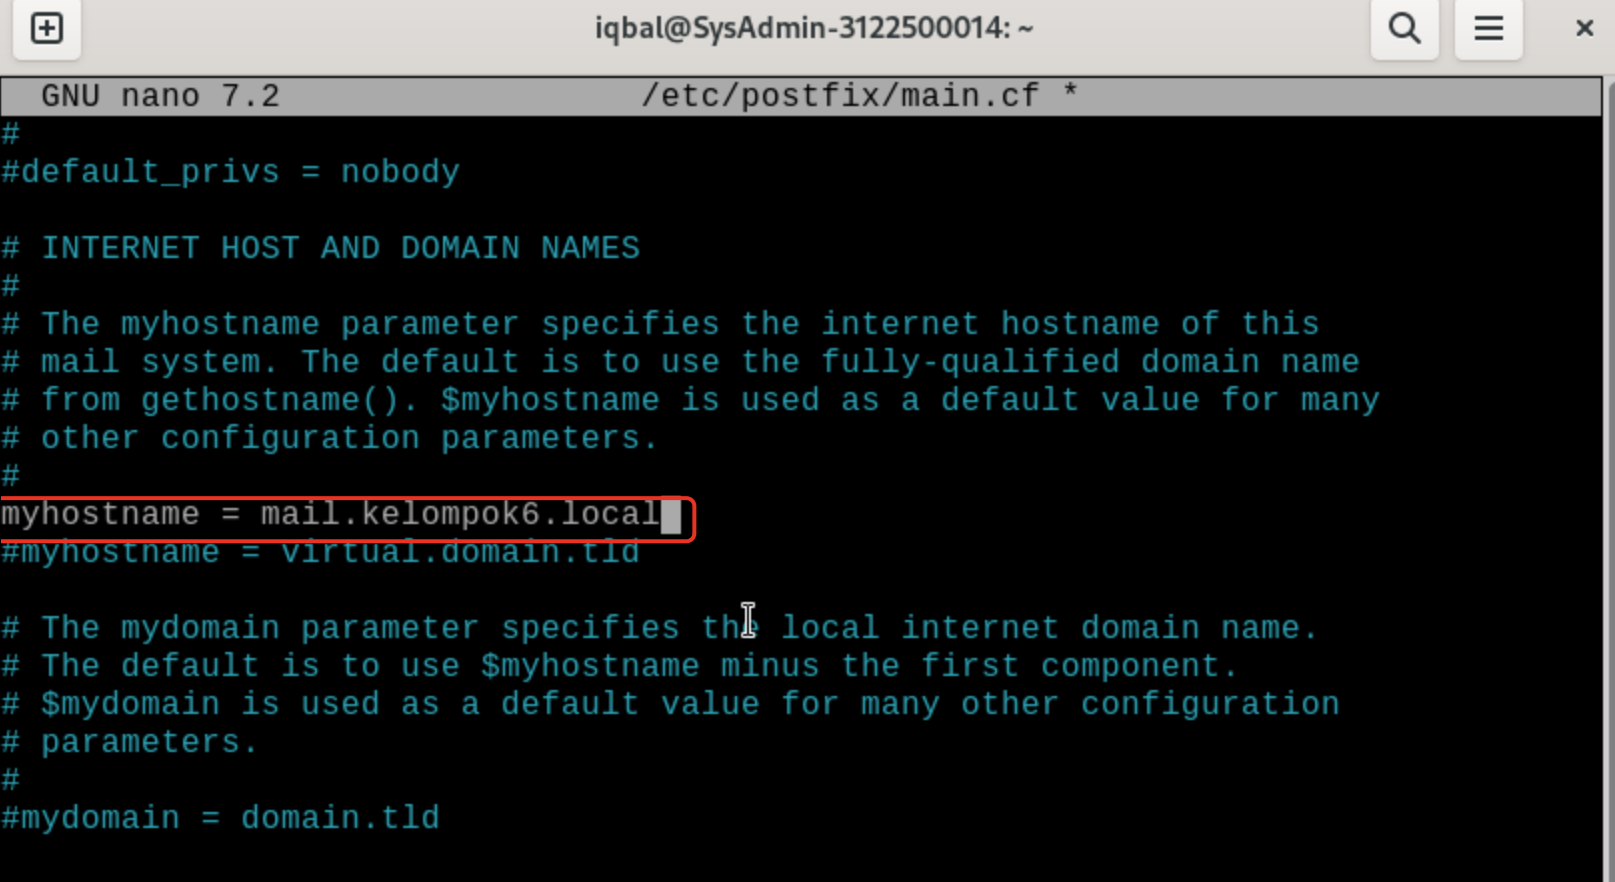 iqbal@SysAdmin-3122500014: ~
GNU nano 7.2 /etc/postfix/main.cf *
#
#default_privs = nobody
# INTERNET HOST AND DOMAIN NAMES
#
# The myhostname parameter specifies the internet hostname of this
# mail system. The default is to use the fully-qualified domain name
# from gethostname(). $myhostname is used as a default value for many
# other configuration parameters.
#
myhostname = mail.kelompok6.local
#myhostname = virtual.domain.tld
# The mydomain parameter specifies the local internet domain name.
# The default is to use $myhostname minus the first component.
# $mydomain is used as a default value for many other configuration
# parameters.
#
#mydomain = domain.tld